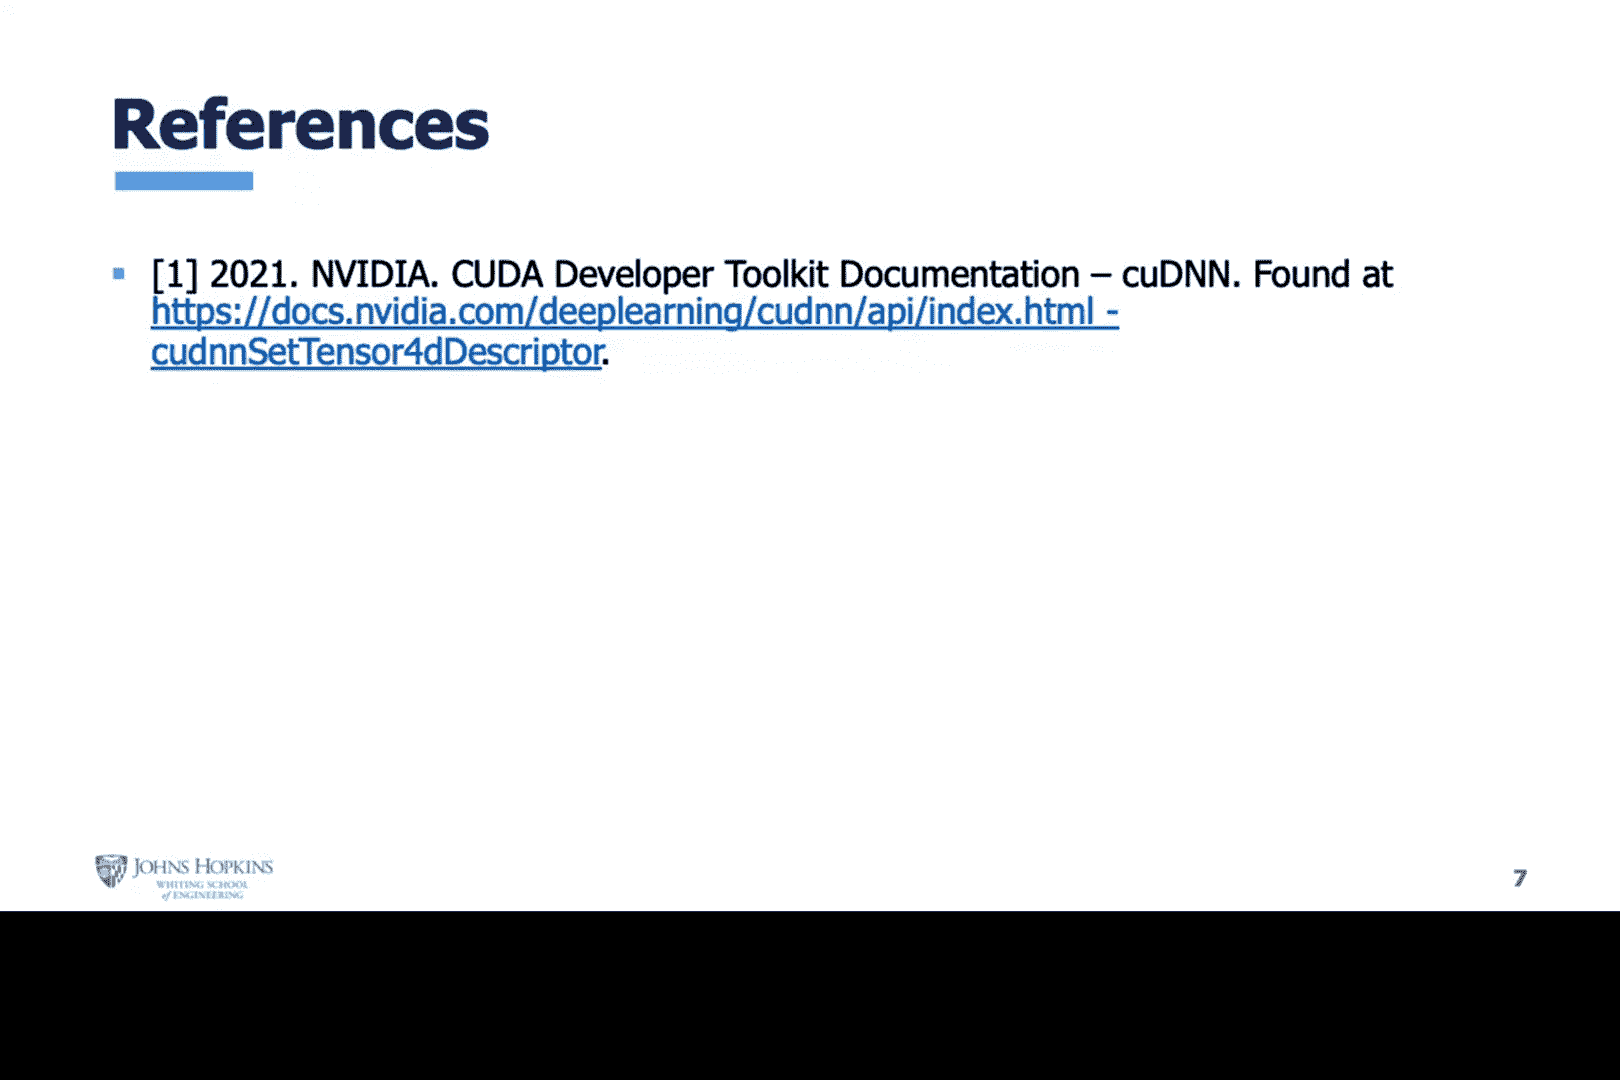 References
▪ [1] 2021. NVIDIA. CUDA Developer Toolkit Documentation – cuDNN. Found at
https://docs.nvidia.com/deeplearning/cudnn/api/index.html -
cudnnSetTensor4dDescriptor.
JOHNS HOPKINS
WHITING SCHOOL
of ENGINEERING
7